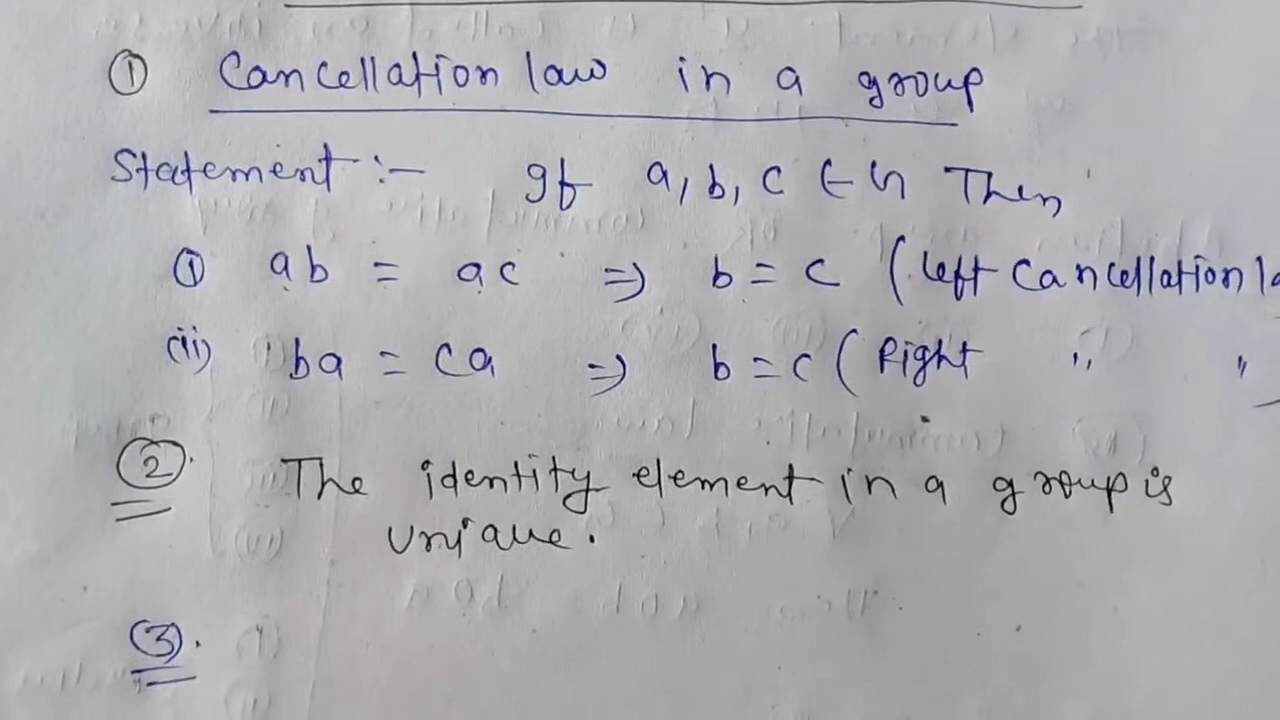 ① Cancellation law in a group
Statement :- If a, b, c ∈ G Then
① ab = ac ⇒ b = c (left cancellation
(ii) ba = ca ⇒ b = c (Right " "
②. The identity element in a group is
unique.
③.